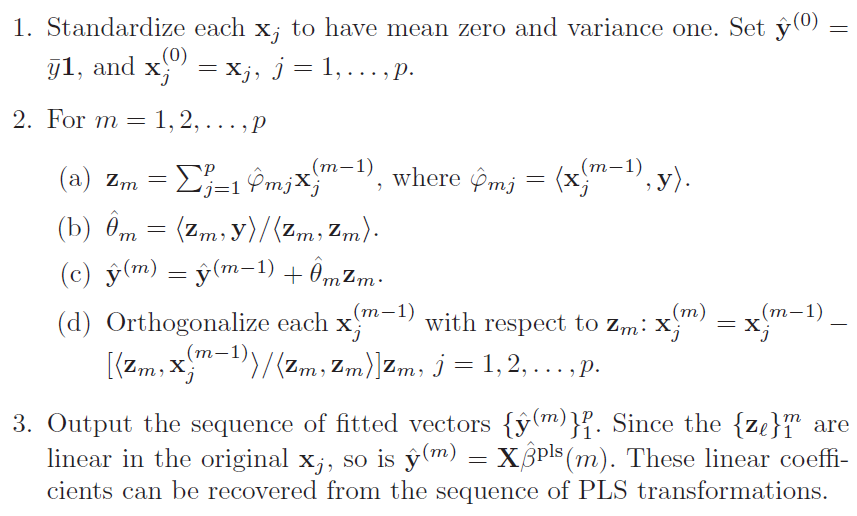 1. Standardize each x_j to have mean zero and variance one. Set ŷ^(0) =
ȳ1, and x_j^(0) = x_j, j = 1, . . . , p.
2. For m = 1, 2, . . . , p
(a) z_m = ∑_{j=1}^p φ̂_{mj} x_j^(m−1), where φ̂_{mj} = ⟨x_j^(m−1), y⟩.
(b) θ̂_m = ⟨z_m, y⟩/⟨z_m, z_m⟩.
(c) ŷ^(m) = ŷ^(m−1) + θ̂_m z_m.
(d) Orthogonalize each x_j^(m−1) with respect to z_m: x_j^(m) = x_j^(m−1) −
[⟨z_m, x_j^(m−1)⟩/⟨z_m, z_m⟩]z_m, j = 1, 2, . . . , p.
3. Output the sequence of fitted vectors {ŷ^(m)}_1^p. Since the {z_ℓ}_1^m are
linear in the original x_j, so is ŷ^(m) = Xβ̂^pls(m). These linear coeffi-
cients can be recovered from the sequence of PLS transformations.